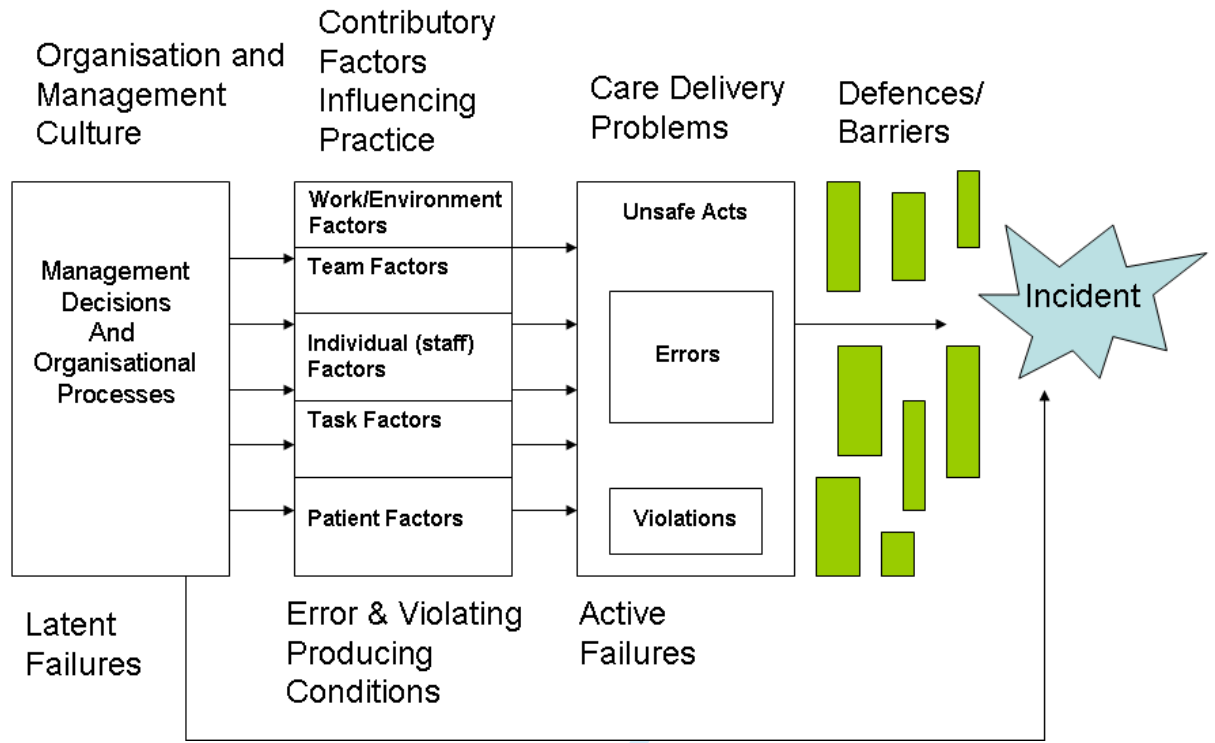 Organisation and
Management
Culture
Contributory
Factors
Influencing
Practice
Care Delivery
Problems
Defences/
Barriers
Management
Decisions
And
Organisational
Processes
Work/Environment
Factors
Team Factors
Individual (staff)
Factors
Task Factors
Patient Factors
Unsafe Acts
Errors
Violations
Incident
Latent
Failures
Error & Violating
Producing
Conditions
Active
Failures